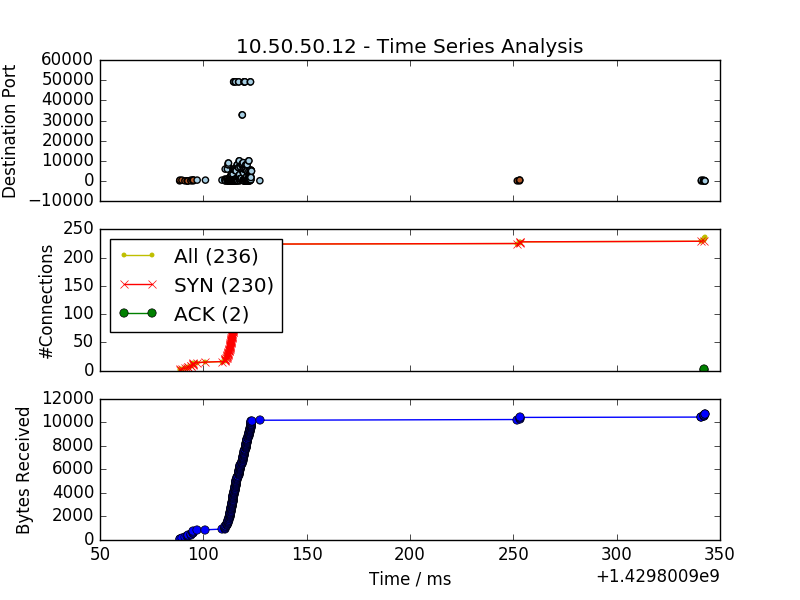 10.50.50.12 - Time Series Analysis
60000
50000
40000
30000
20000
10000
0
−10000
Destination Port
250
200
150
100
50
0
#Connections
All (236)
SYN (230)
ACK (2)
12000
10000
8000
6000
4000
2000
0
Bytes Received
50 100 150 200 250 300 350
Time / ms
+1.4298009e9